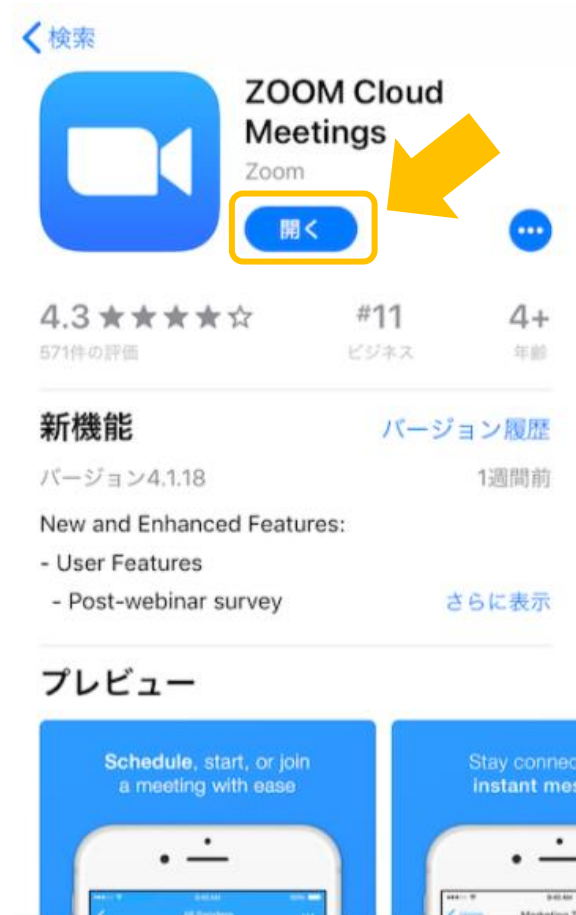 検索
ZOOM Cloud
Meetings
Zoom
開く
4.3 ★★★★☆ #11 4+
571件の評価 ビジネス 年齢
新機能 バージョン履歴
バージョン4.1.18 1週間前
New and Enhanced Features:
- User Features
- Post-webinar survey さらに表示
プレビュー
Schedule, start, or join
a meeting with ease
Stay connec
instant mes